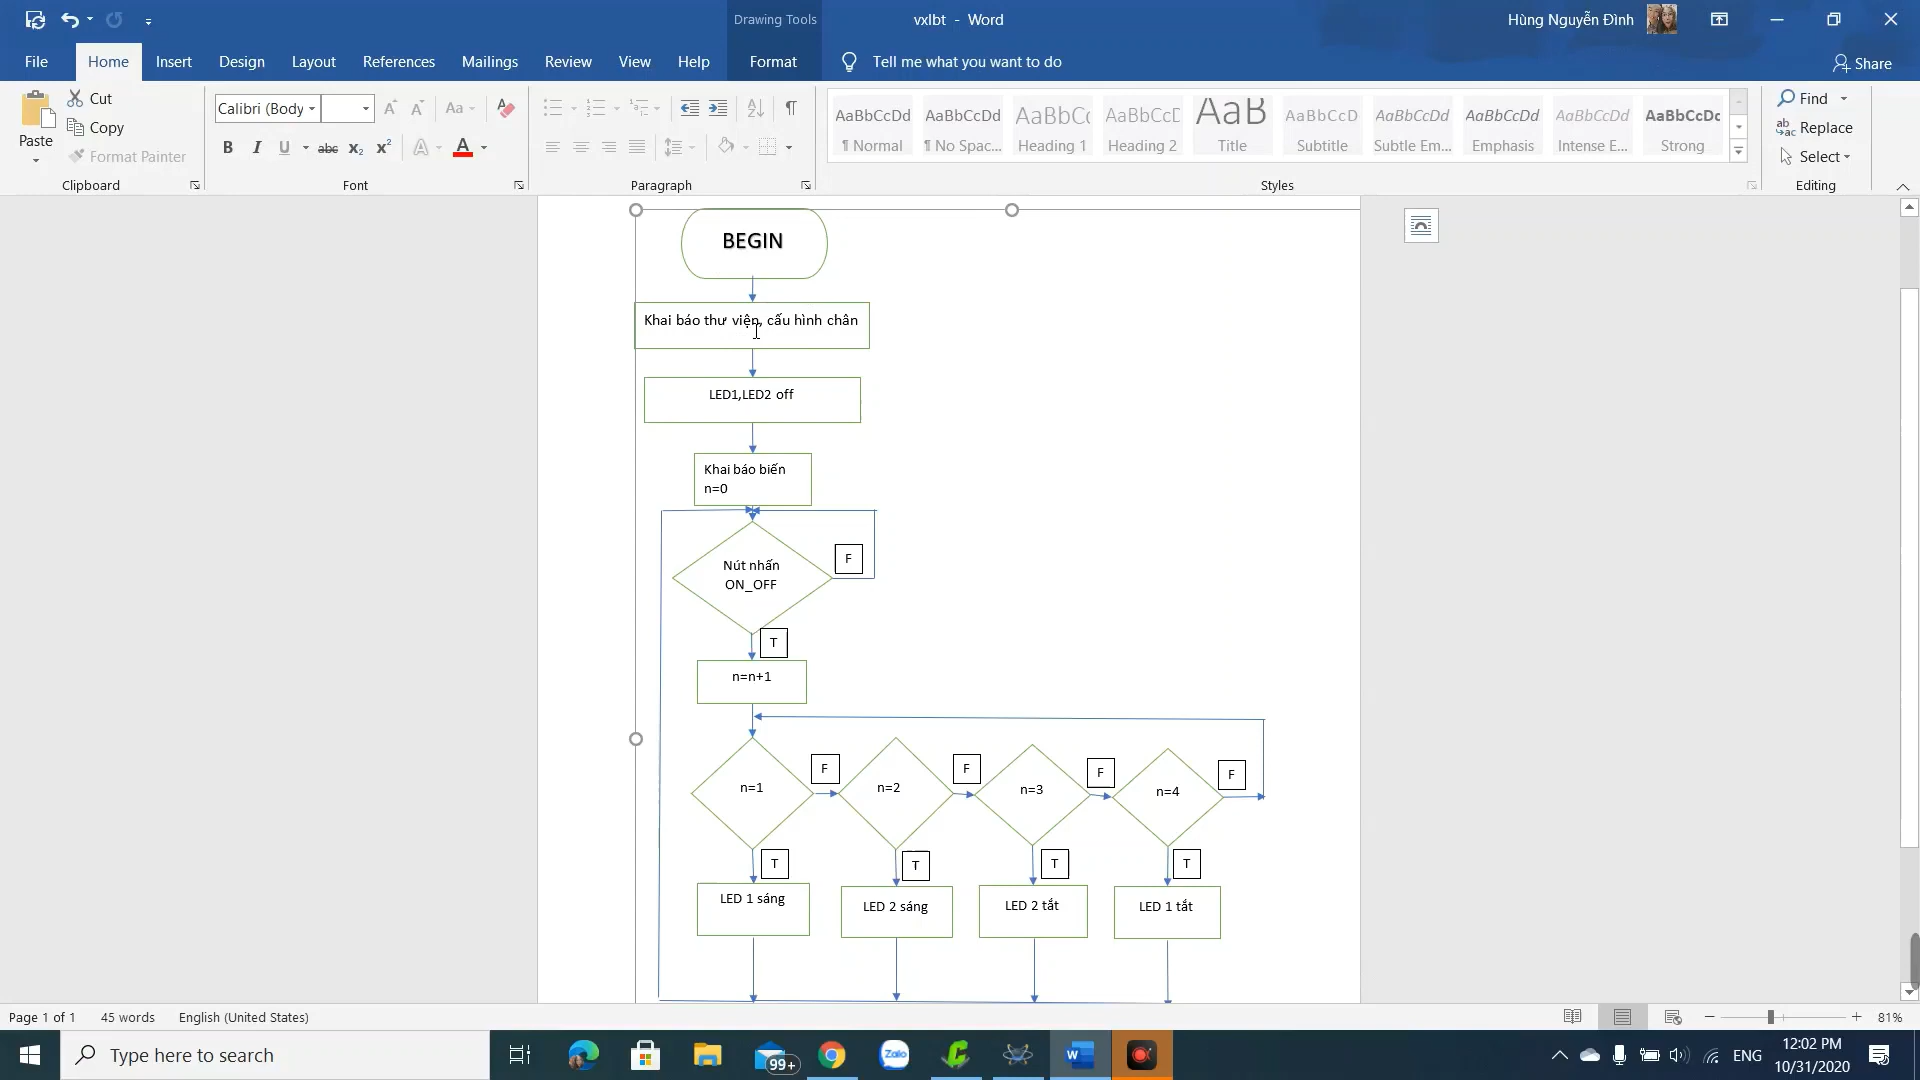 Drawing Tools
vxlbt - Word
Hùng Nguyễn Đình
File
Home
Insert
Design
Layout
References
Mailings
Review
View
Help
Format
Tell me what you want to do
Share
Paste
Cut
Copy
Format Painter
Clipboard
Calibri (Body
Aa
B I U abc X₂ X²
A
A
Font
Paragraph
AaBbCcDd
¶ Normal
AaBbCcDd
¶ No Spac...
AaBbCc
Heading 1
AaBbCcD
Heading 2
AaB
Title
AaBbCcD
Subtitle
AaBbCcDd
Subtle Em...
AaBbCcDd
Emphasis
AaBbCcDd
Intense E...
AaBbCcDc
Strong
Styles
Find
Replace
Select
Editing
BEGIN
Khai báo thư viện, cấu hình chân
LED1,LED2 off
Khai báo biến
n=0
Nút nhấn
ON_OFF
F
T
n=n+1
n=1
F
n=2
F
n=3
F
n=4
F
T
T
T
T
LED 1 sáng
LED 2 sáng
LED 2 tắt
LED 1 tắt
Page 1 of 1
45 words
English (United States)
81%
Type here to search
99+
Zalo
ENG
12:02 PM
10/31/2020